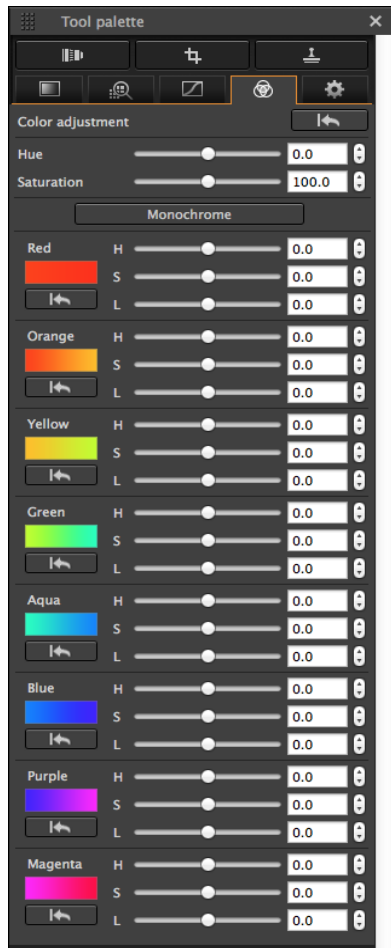 Tool palette
Color adjustment
Hue 0.0
Saturation 100.0
Monochrome
Red H 0.0
S 0.0
L 0.0
Orange H 0.0
S 0.0
L 0.0
Yellow H 0.0
S 0.0
L 0.0
Green H 0.0
S 0.0
L 0.0
Aqua H 0.0
S 0.0
L 0.0
Blue H 0.0
S 0.0
L 0.0
Purple H 0.0
S 0.0
L 0.0
Magenta H 0.0
S 0.0
L 0.0